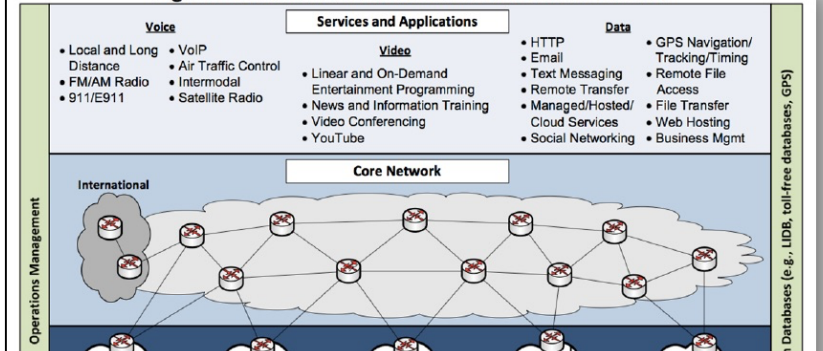 Services and Applications
Voice
• Local and Long
Distance
• FM/AM Radio
• 911/E911
• VoIP
• Air Traffic Control
• Intermodal
• Satellite Radio
Video
• Linear and On-Demand
Entertainment Programming
• News and Information Training
• Video Conferencing
• YouTube
Data
• HTTP
• Email
• Text Messaging
• Remote Transfer
• Managed/Hosted/
Cloud Services
• Social Networking
• GPS Navigation/
Tracking/Timing
• Remote File
Access
• File Transfer
• Web Hosting
• Business Mgmt
Core Network
International
Operations Management
Databases (e.g., LIDB, toll-free databases, GPS)